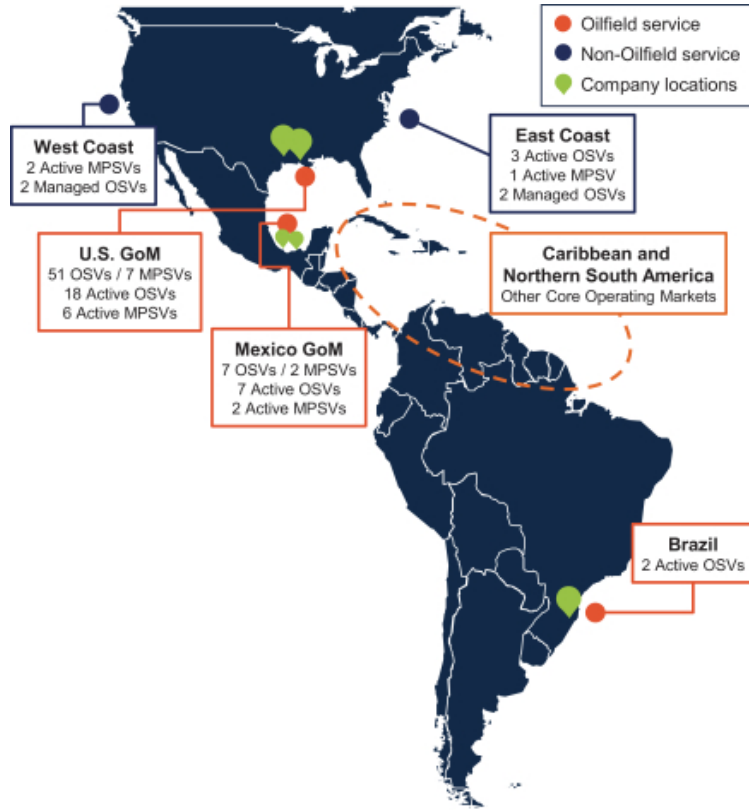 Oilfield service
Non-Oilfield service
Company locations
West Coast
2 Active MPSVs
2 Managed OSVs
East Coast
3 Active OSVs
1 Active MPSV
2 Managed OSVs
U.S. GoM
51 OSVs / 7 MPSVs
18 Active OSVs
6 Active MPSVs
Caribbean and
Northern South America
Other Core Operating Markets
Mexico GoM
7 OSVs / 2 MPSVs
7 Active OSVs
2 Active MPSVs
Brazil
2 Active OSVs